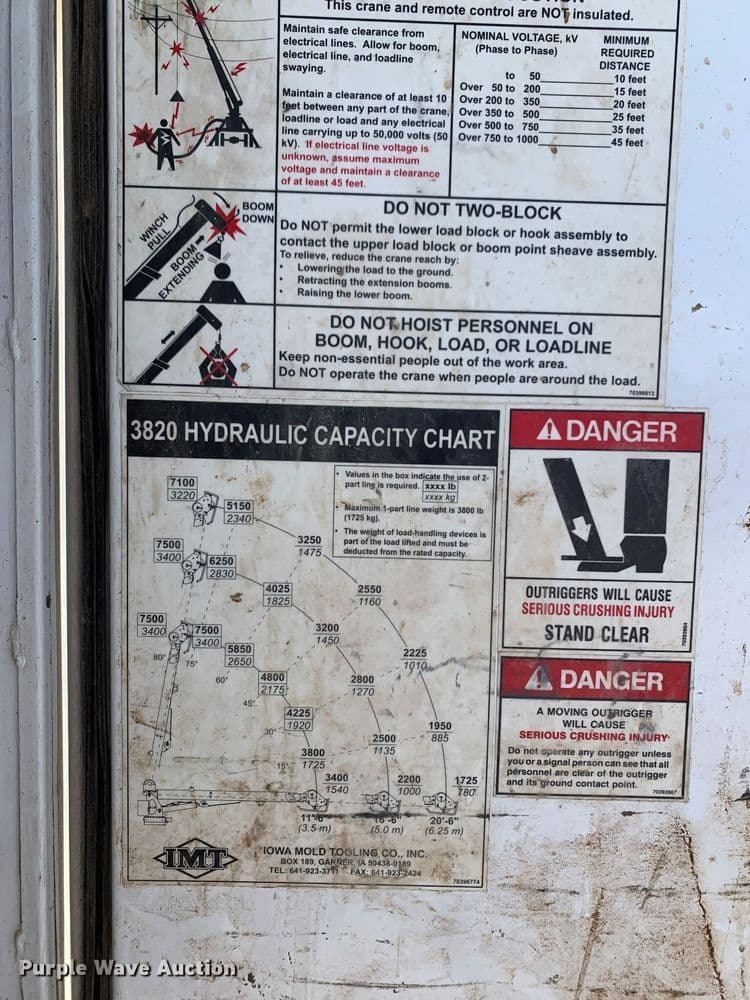 This crane and remote control are NOT insulated.
Maintain safe clearance from
electrical lines. Allow for boom,
electrical line, and loadline
swaying.
Maintain a clearance of at least 10
feet between any part of the crane,
loadline or load and any electrical
line carrying up to 50,000 volts (50
kV). If electrical line voltage is
unknown, assume maximum
voltage and maintain a clearance
of at least 45 feet.
NOMINAL VOLTAGE, kV
(Phase to Phase)
MINIMUM
REQUIRED
DISTANCE
to 50 10 feet
Over 50 to 200 15 feet
Over 200 to 350 20 feet
Over 350 to 500 25 feet
Over 500 to 750 35 feet
Over 750 to 1000 45 feet
WINCH
PULL
BOOM
EXTENDING
BOOM
DOWN
DO NOT TWO-BLOCK
Do NOT permit the lower load block or hook assembly to
contact the upper load block or boom point sheave assembly.
To relieve, reduce the crane reach by:
• Lowering the load to the ground.
• Retracting the extension booms.
• Raising the lower boom.
DO NOT HOIST PERSONNEL ON
BOOM, HOOK, LOAD, OR LOADLINE
Keep non-essential people out of the work area.
Do NOT operate the crane when people are around the load.
70396613
3820 HYDRAULIC CAPACITY CHART
• Values in the box indicate the use of 2-
part line is required. xxxx lb
xxxx kg
• Maximum 1-part line weight is 3800 lb
(1725 kg).
• The weight of load-handling devices is
part of the load lifted and must be
deducted from the rated capacity.
7100
3220
5150
2340
3250
1475
7500
3400
6250
2830
4025
1825
2550
1160
7500
3400
7500
3400
5850
2650
3200
1450
2225
1010
80°
75°
60°
45°
30°
15°
4800
2175
2800
1270
4225
1920
1950
885
3800
1725
2500
1135
3400
1540
2200
1000
1725
780
11'-6"
(3.5 m)
16'-6"
(5.0 m)
20'-6"
(6.25 m)
IMT
IOWA MOLD TOOLING CO., INC.
BOX 189, GARNER, IA 50438-0189
TEL: 641-923-3711 FAX: 641-923-2424
70396774
DANGER
OUTRIGGERS WILL CAUSE
SERIOUS CRUSHING INJURY
STAND CLEAR
DANGER
A MOVING OUTRIGGER
WILL CAUSE
SERIOUS CRUSHING INJURY.
Do not operate any outrigger unless
you or a signal person can see that all
personnel are clear of the outrigger
and its ground contact point.
70392867
Purple Wave Auction